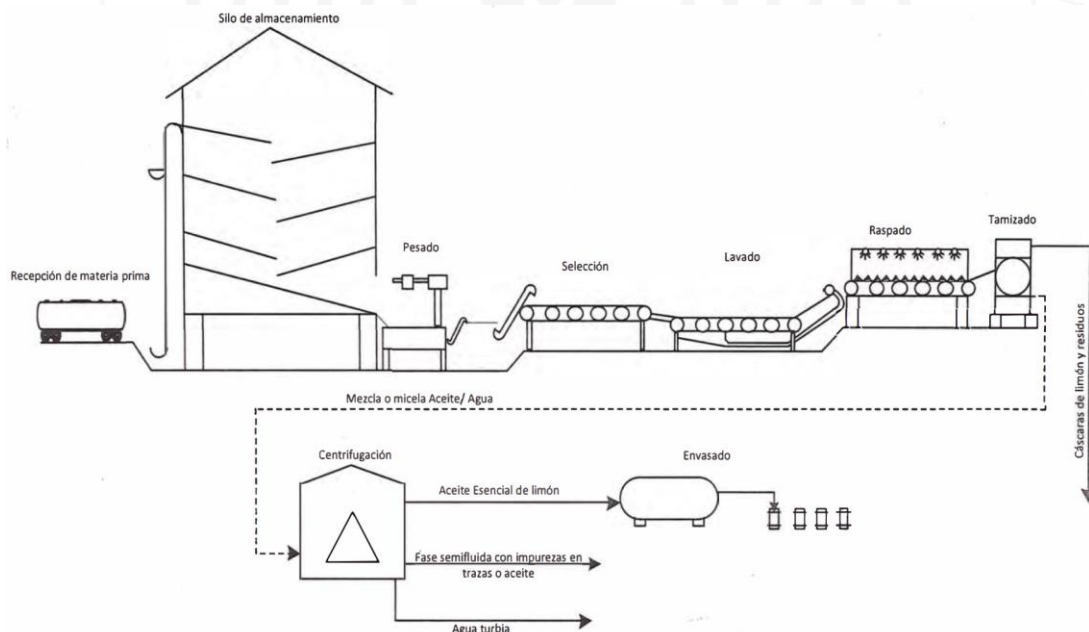 Silo de almacenamiento
Recepción de materia prima
Pesado
Selección
Lavado
Raspado
Tamizado
Cáscaras de limón y residuos
Mezcla o micela Aceite/ Agua
Centrifugación
Envasado
Aceite Esencial de limón
Fase semifluida con impurezas en
trazas o aceite
Agua turbia